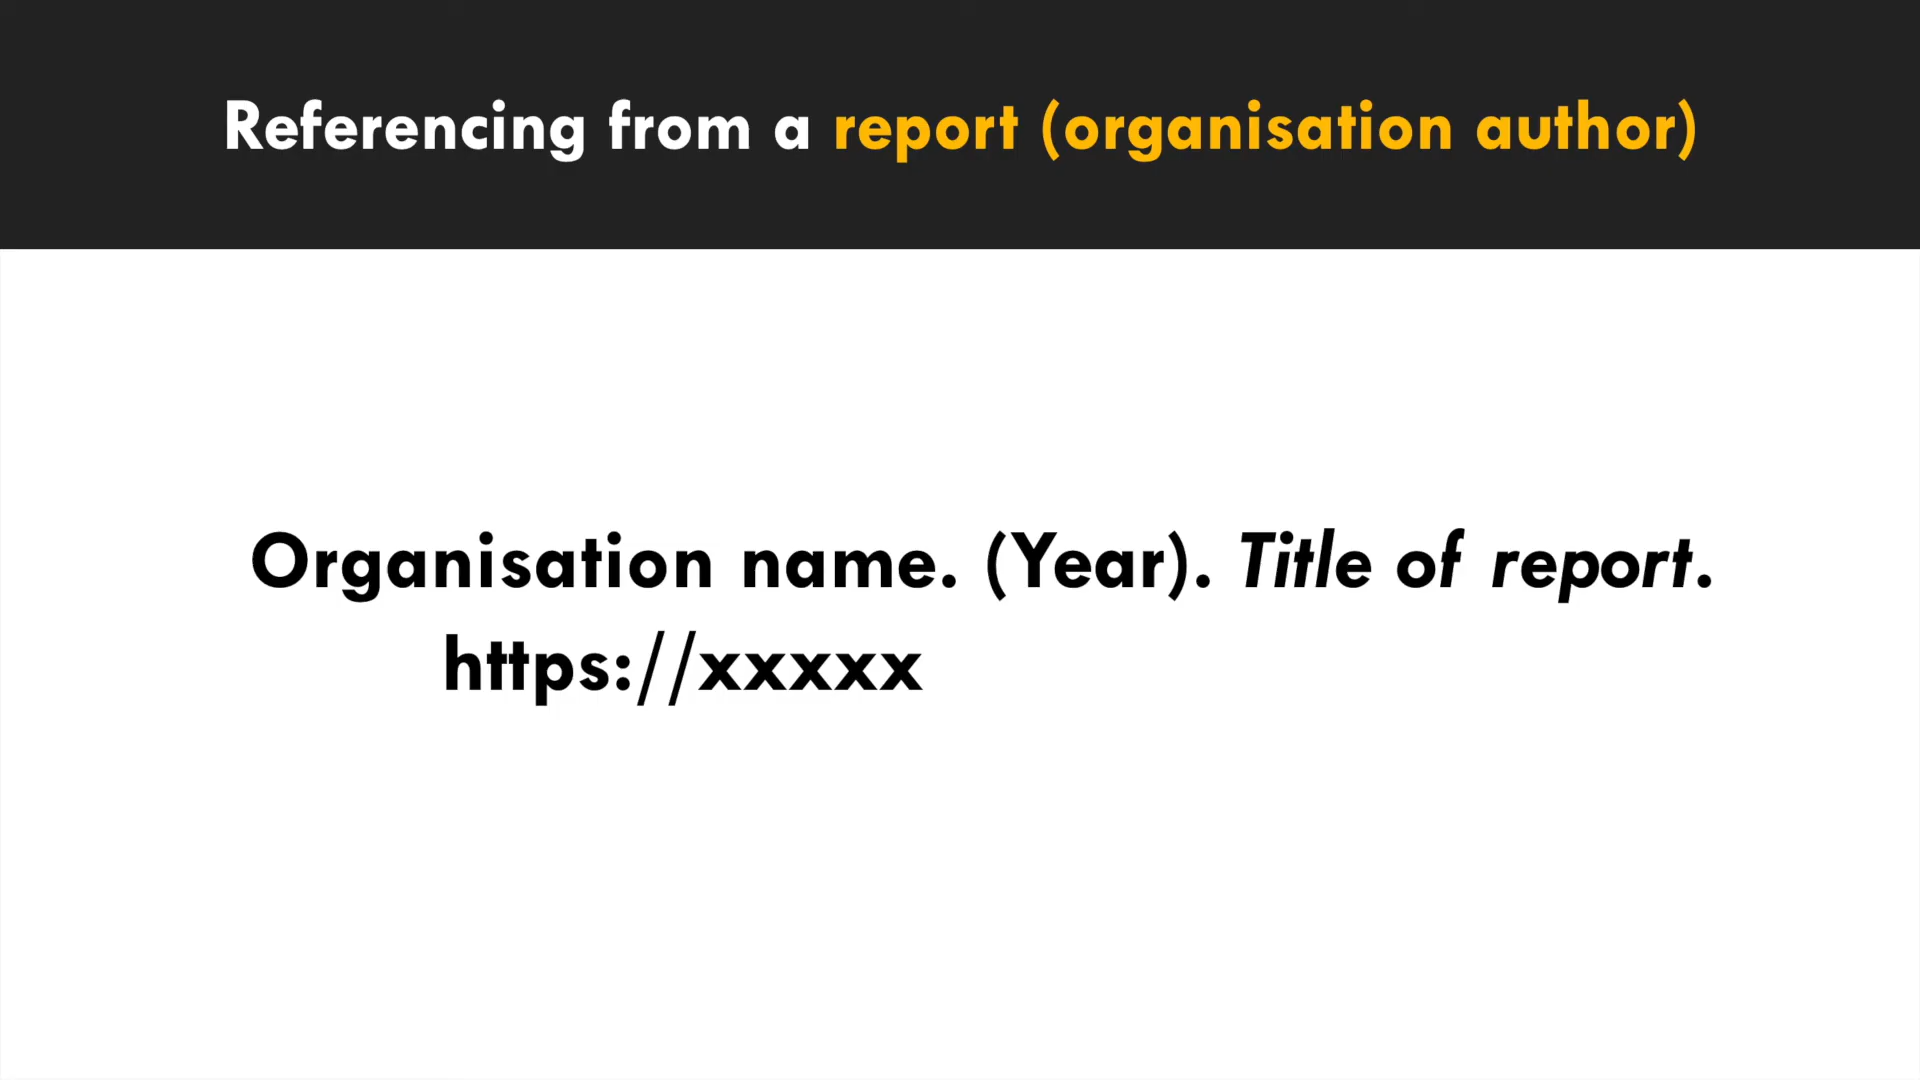 Referencing from a report (organisation author)
Organisation name. (Year). Title of report.
https://xxxxx